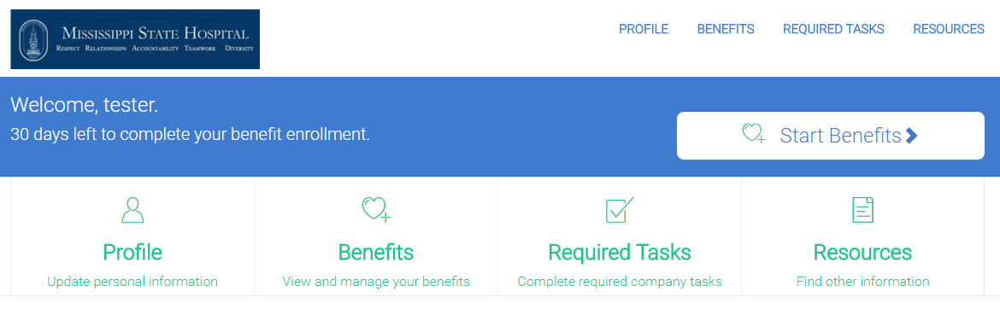 MISSISSIPPI STATE HOSPITAL
RESPECT RELATIONSHIPS ACCOUNTABILITY TEAMWORK DIVERSITY
PROFILE BENEFITS REQUIRED TASKS RESOURCES
Welcome, tester.
30 days left to complete your benefit enrollment.
Start Benefits
Profile
Update personal information
Benefits
View and manage your benefits
Required Tasks
Complete required company tasks
Resources
Find other information